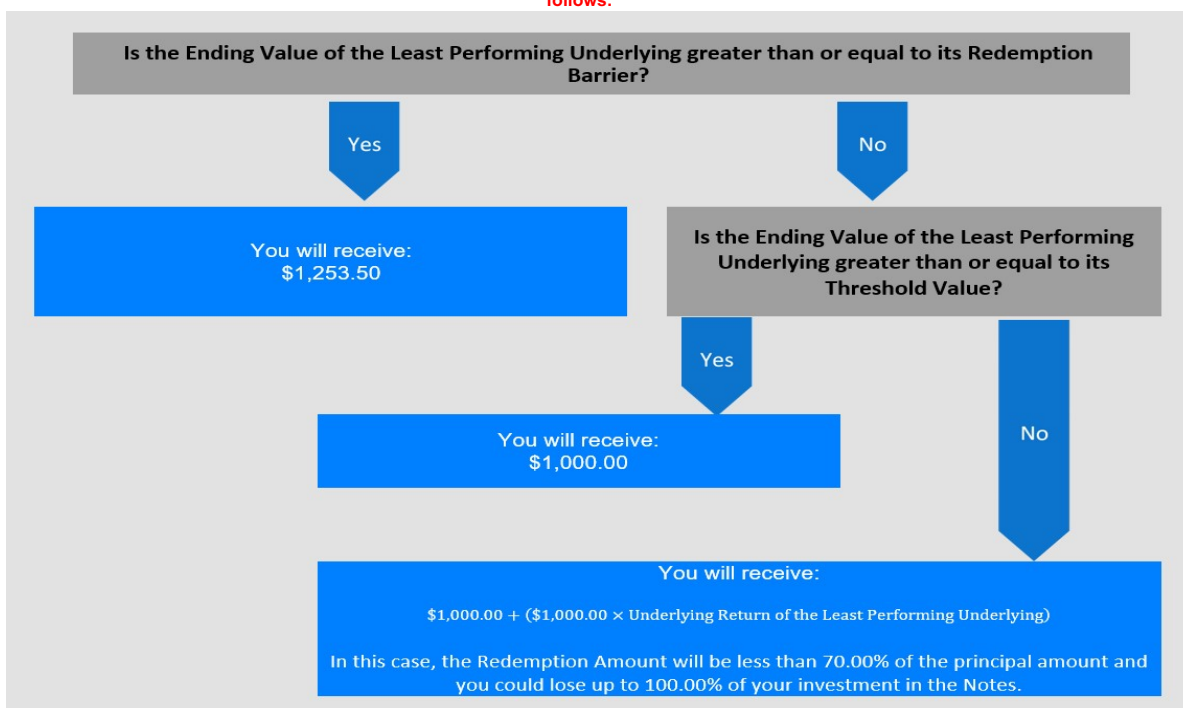 follows:
Is the Ending Value of the Least Performing Underlying greater than or equal to its Redemption
Barrier?
Yes
No
You will receive:
$1,253.50
Is the Ending Value of the Least Performing
Underlying greater than or equal to its
Threshold Value?
Yes
No
You will receive:
$1,000.00
You will receive:
$1,000.00 + ($1,000.00 × Underlying Return of the Least Performing Underlying)
In this case, the Redemption Amount will be less than 70.00% of the principal amount and
you could lose up to 100.00% of your investment in the Notes.